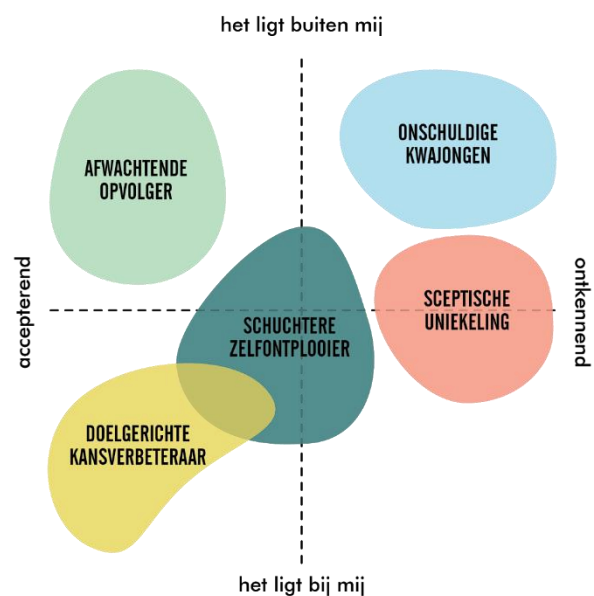 het ligt buiten mij
AFWACHTENDE
OPVOLGER
ONSCHULDIGE
KWAJONGEN
accepterend
ontkennend
SCHUCHTERE
ZELFONTPLOOIER
SCEPTISCHE
UNIEKELING
DOELGERICHTE
KANSVERBETERAAR
het ligt bij mij